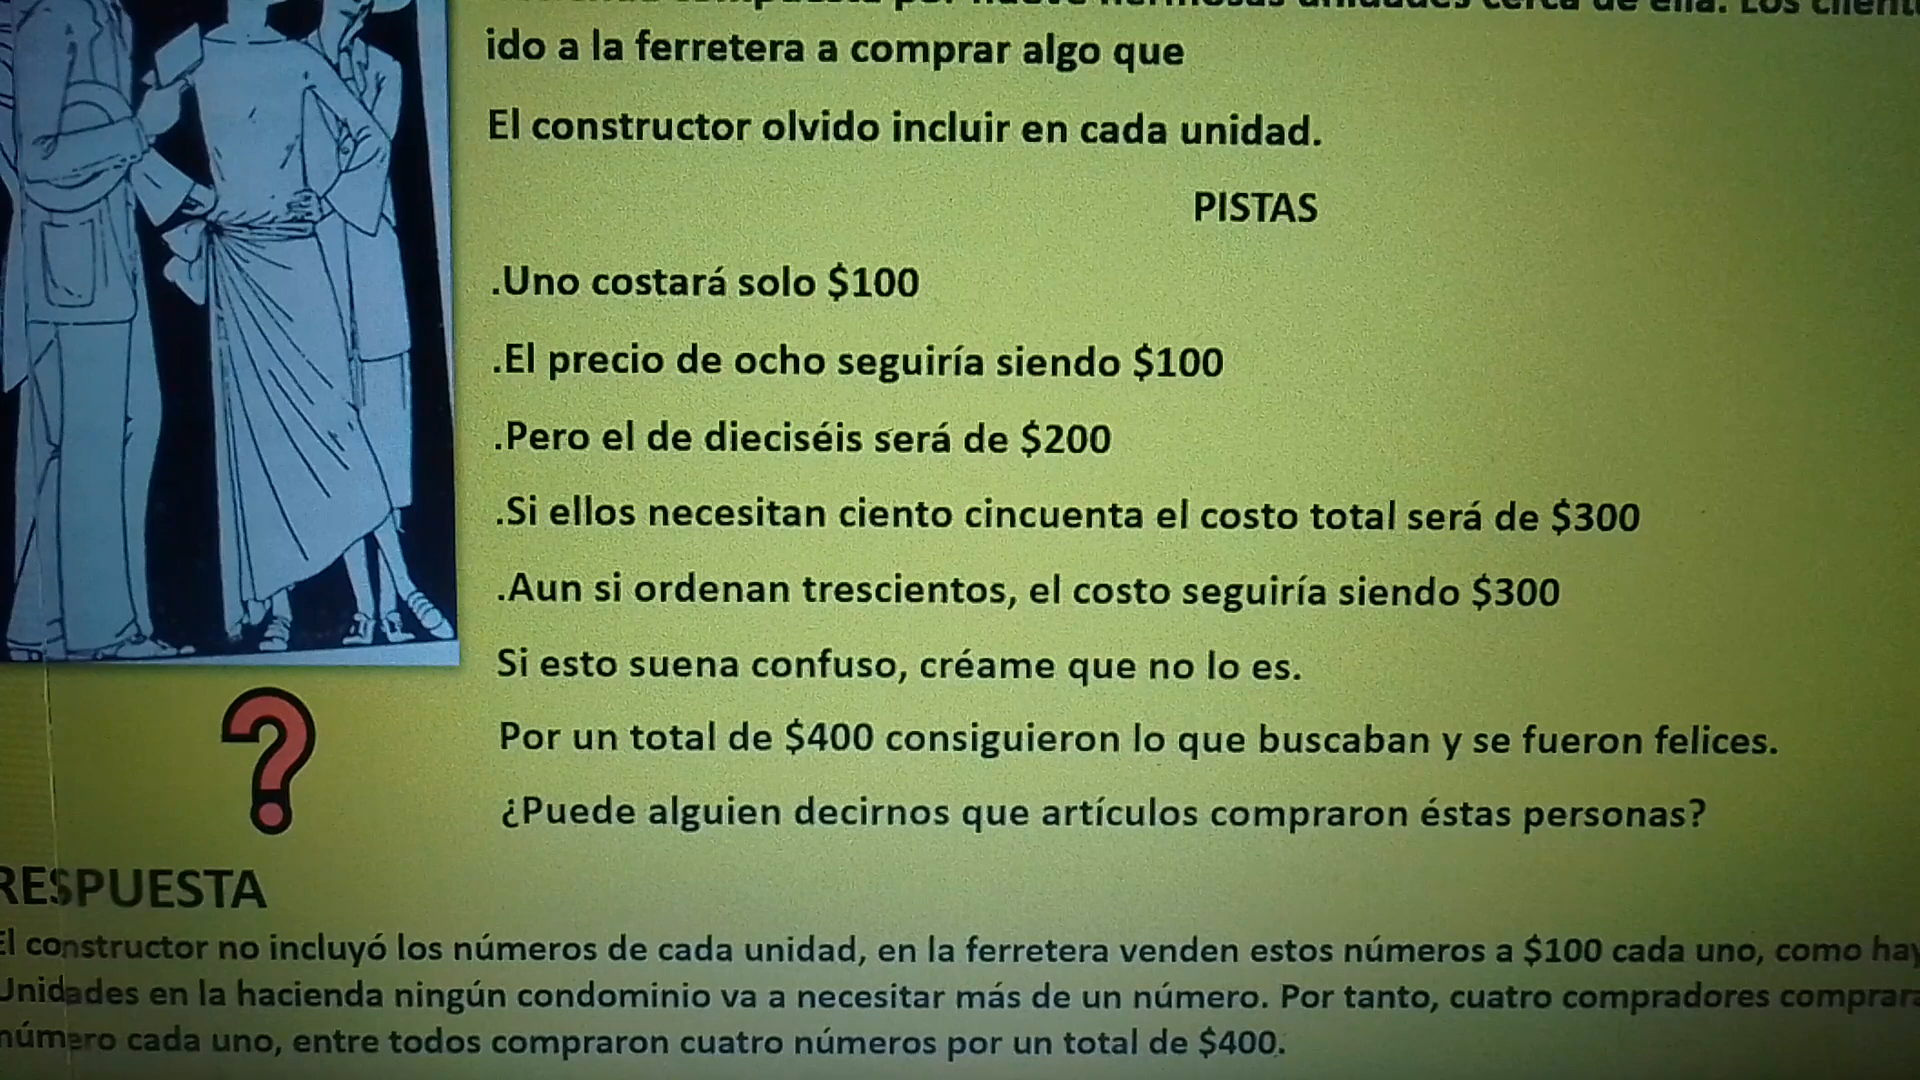 ido a la ferretera a comprar algo que
El constructor olvido incluir en cada unidad.
PISTAS
.Uno costará solo $100
.El precio de ocho seguiría siendo $100
.Pero el de dieciséis será de $200
.Si ellos necesitan ciento cincuenta el costo total será de $300
.Aun si ordenan trescientos, el costo seguiría siendo $300
Si esto suena confuso, créame que no lo es.
Por un total de $400 consiguieron lo que buscaban y se fueron felices.
¿Puede alguien decirnos que artículos compraron éstas personas?
RESPUESTA
El constructor no incluyó los números de cada unidad, en la ferretera venden estos números a $100 cada uno, como
Unidades en la hacienda ningún condominio va a necesitar más de un número. Por tanto, cuatro compradores
número cada uno, entre todos compraron cuatro números por un total de $400.